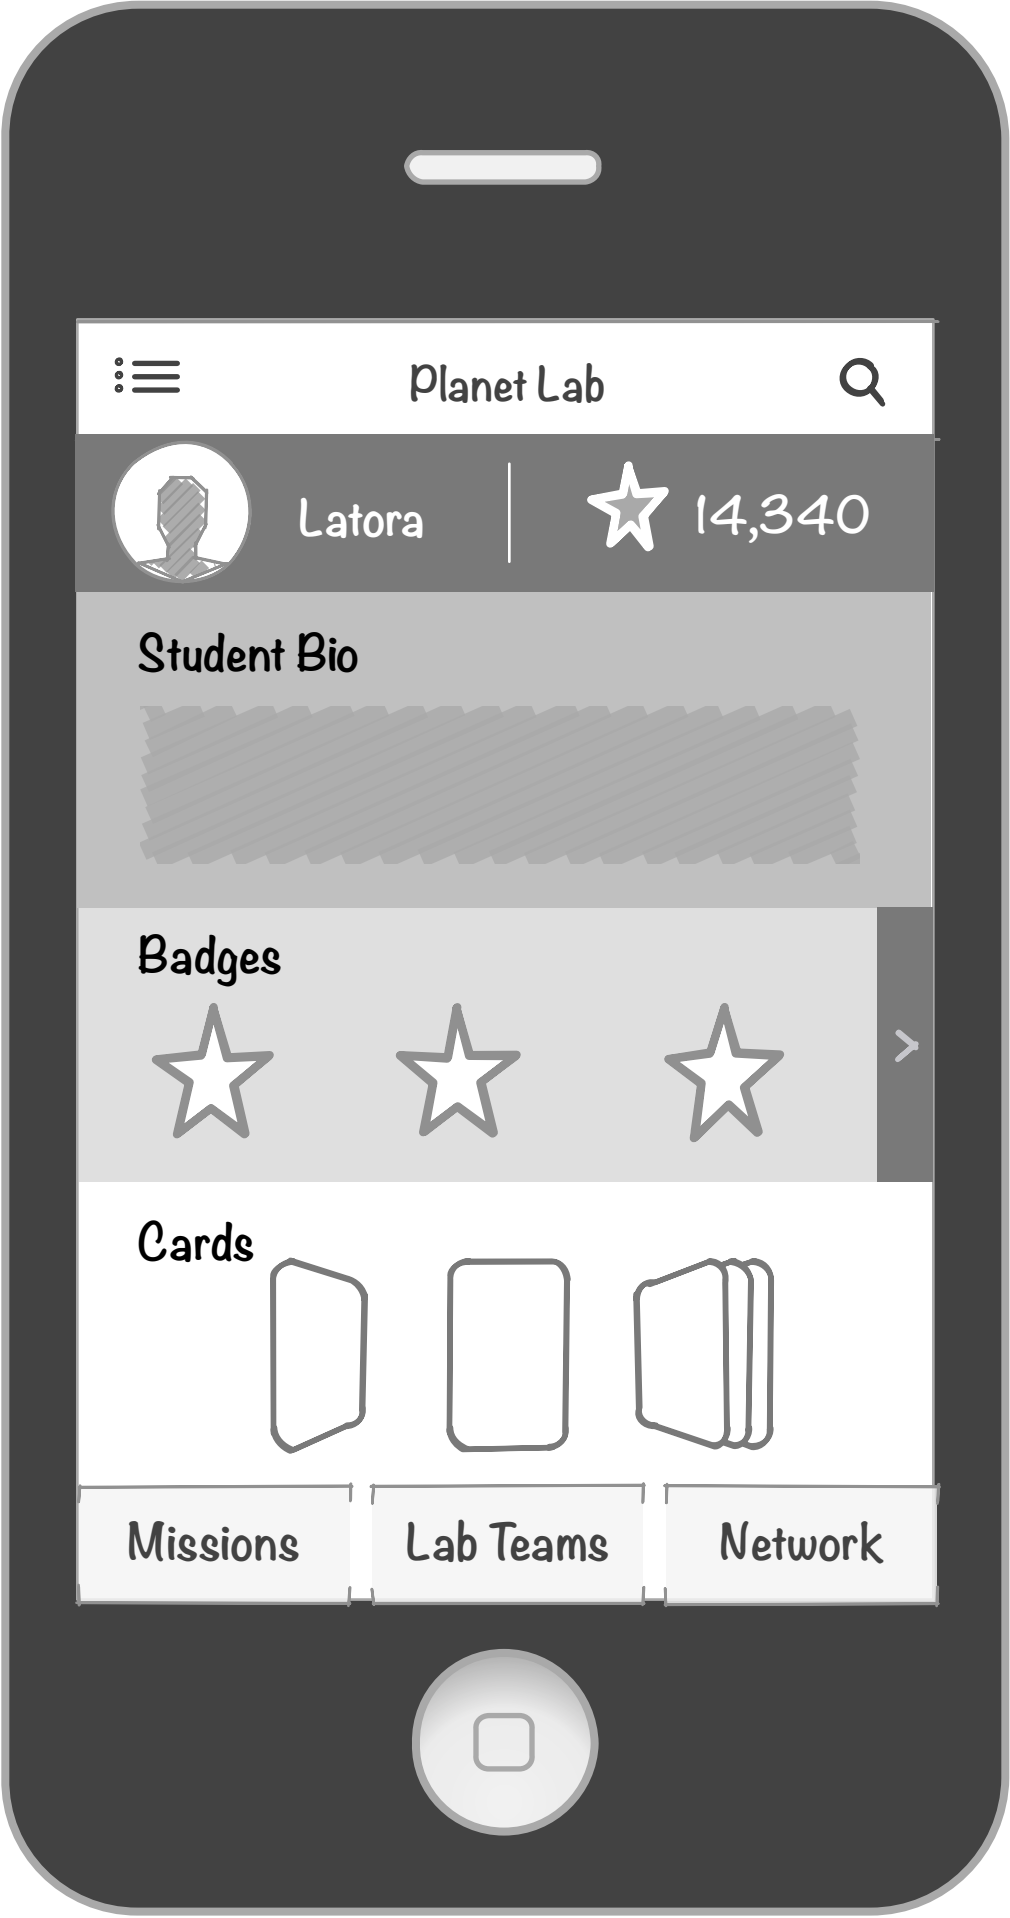 Planet Lab
Latora
14,340
Student Bio
Badges
Cards
Missions
Lab Teams
Network